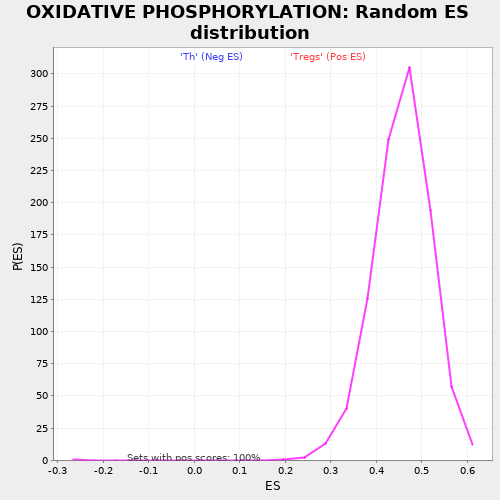 OXIDATIVE PHOSPHORYLATION: Random ES
distribution
'Th' (Neg ES) 'Tregs' (Pos ES)
300
275
250
225
200
175
150
125
100
75
50
25
0
P(ES)
Sets with pos scores: 100%
-0.3 -0.2 -0.1 0.0 0.1 0.2 0.3 0.4 0.5 0.6
ES